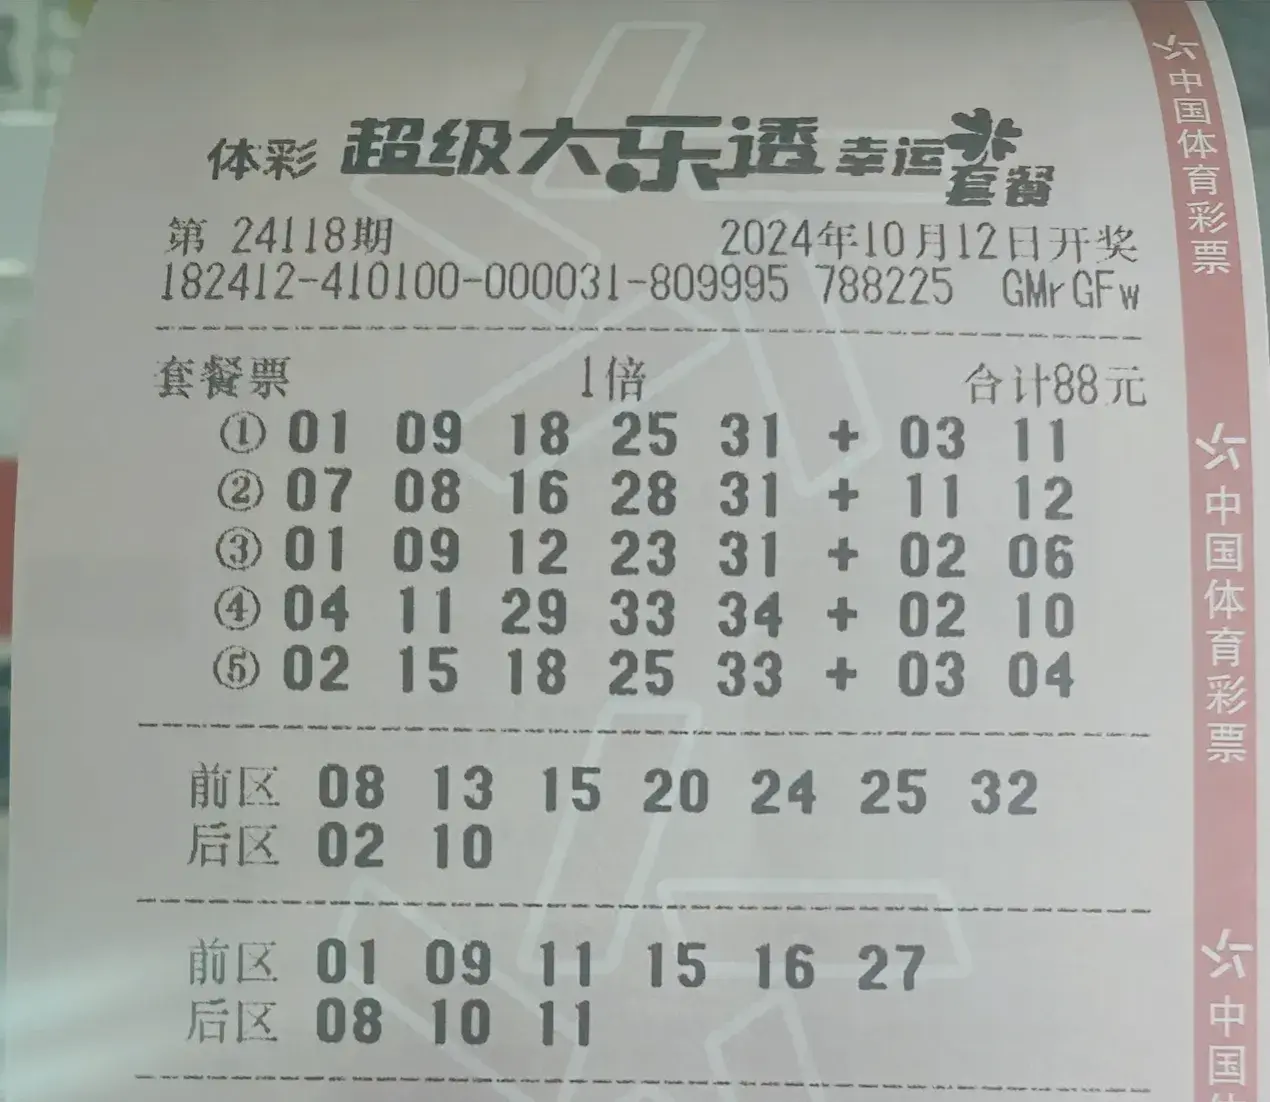 体彩 超级大乐透 幸运套餐
第 24118期 2024年10月12日开奖
182412-410100-000031-809995 788225 GMrGFw
套餐票 1倍 合计88元
① 01 09 18 25 31 + 03 11
② 07 08 16 28 31 + 11 12
③ 01 09 12 23 31 + 02 06
④ 04 11 29 33 34 + 02 10
⑤ 02 15 18 25 33 + 03 04
前区 08 13 15 20 24 25 32
后区 02 10
前区 01 09 11 15 16 27
后区 08 10 11
中国体育彩票
中国体育彩票
中国